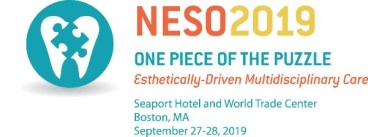 NESO2019
ONE PIECE OF THE PUZZLE
Esthetically-Driven Multidisciplinary Care
Seaport Hotel and World Trade Center
Boston, MA
September 27-28, 2019